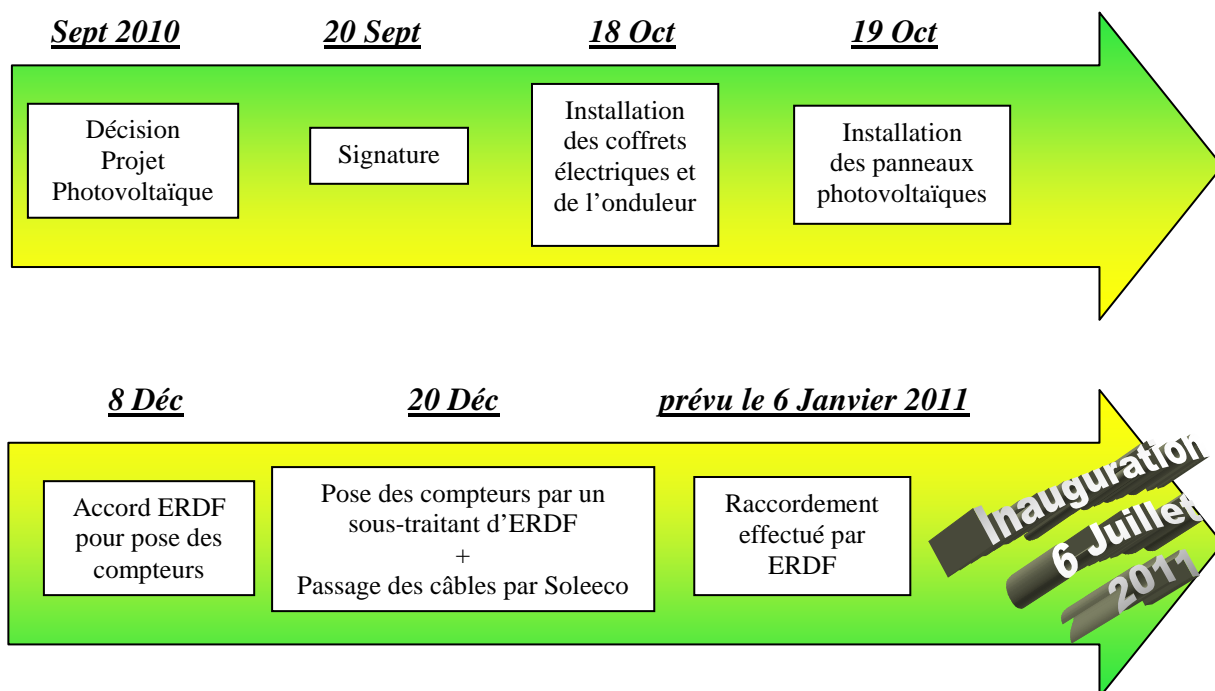 Sept 2010
20 Sept
18 Oct
19 Oct
Décision
Projet
Photovoltaïque
Signature
Installation
des coffrets
électriques et
de l’onduleur
Installation
des panneaux
photovoltaïques
8 Déc
20 Déc
prévu le 6 Janvier 2011
Accord ERDF
pour pose des
compteurs
Pose des compteurs par un
sous-traitant d’ERDF
+
Passage des câbles par Soleeco
Raccordement
effectué par
ERDF
Inauguration
6 Juillet
2011